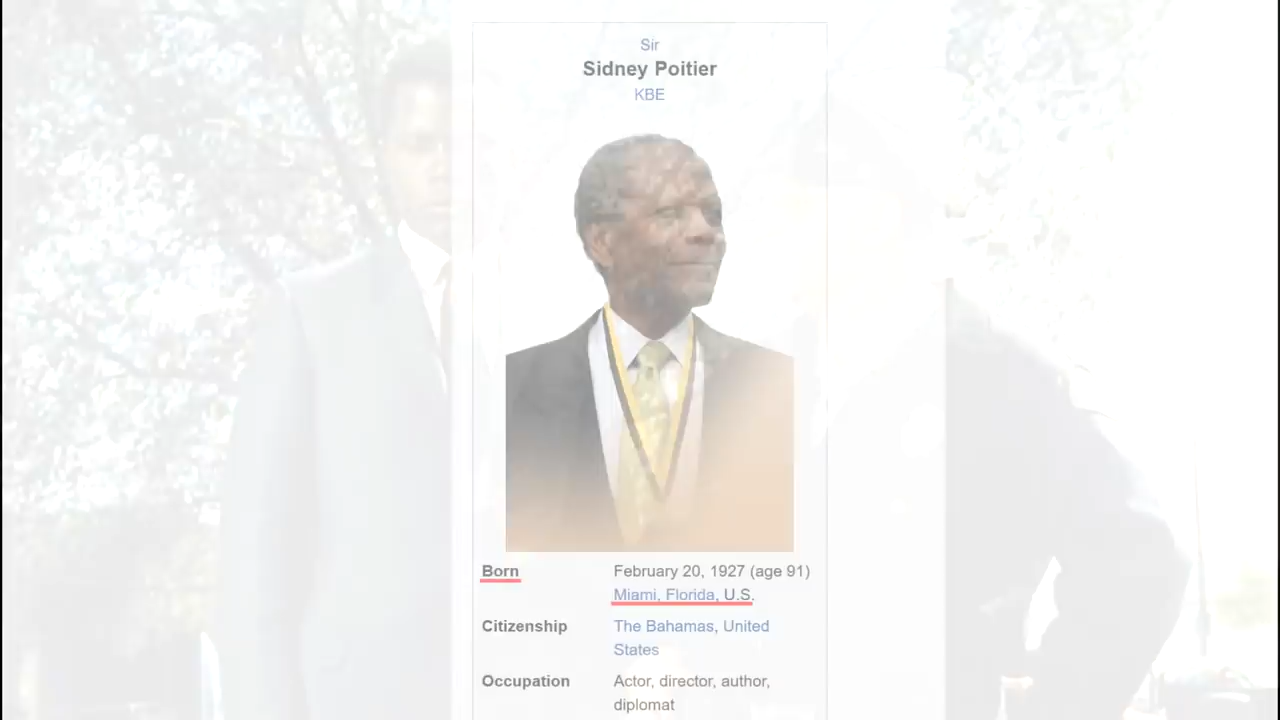 Sir
Sidney Poitier
KBE
Born February 20, 1927 (age 91)
Miami, Florida, U.S.
Citizenship The Bahamas, United
States
Occupation Actor, director, author,
diplomat